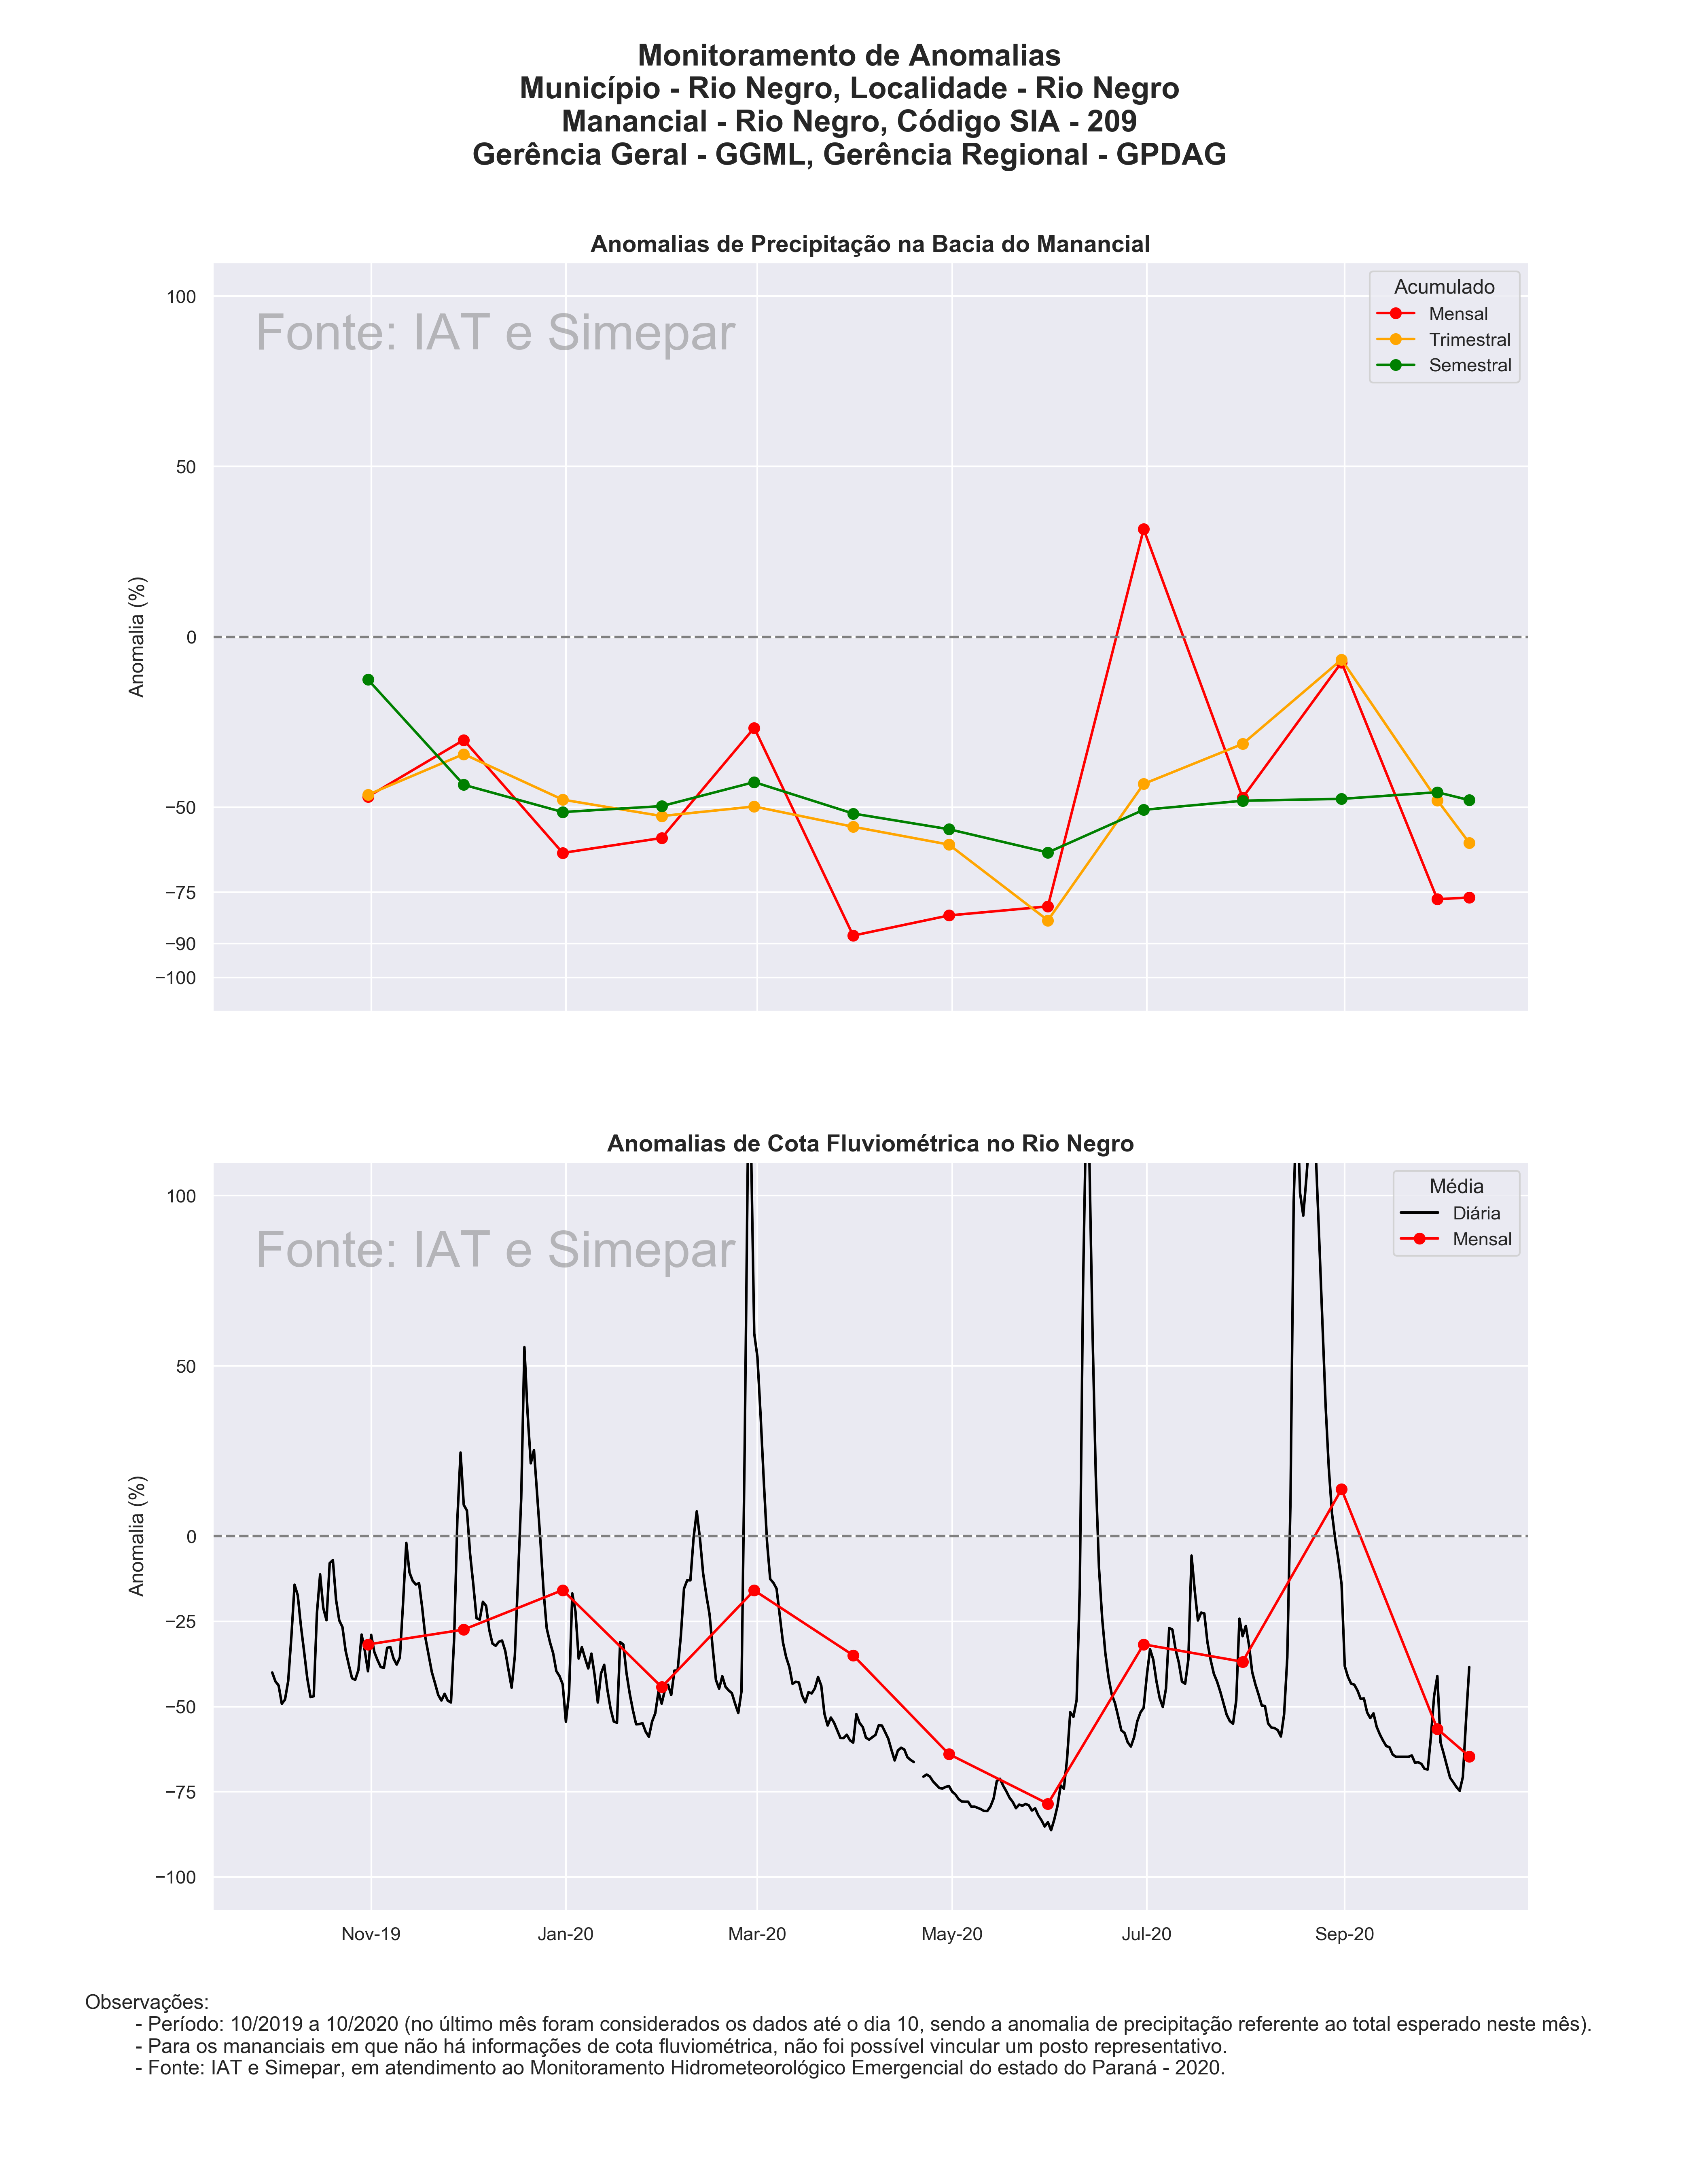 Monitoramento de Anomalias
Município - Rio Negro, Localidade - Rio Negro
Manancial - Rio Negro, Código SIA - 209
Gerência Geral - GGML, Gerência Regional - GPDAG
Anomalias de Precipitação na Bacia do Manancial
Fonte: IAT e Simepar
Acumulado
Mensal
Trimestral
Semestral
Anomalia (%)
100
50
0
−50
−75
−90
−100
Anomalias de Cota Fluviométrica no Rio Negro
Fonte: IAT e Simepar
Média
Diária
Mensal
Anomalia (%)
100
50
0
−25
−50
−75
−100
Nov-19 Jan-20 Mar-20 May-20 Jul-20 Sep-20
Observações:
- Período: 10/2019 a 10/2020 (no último mês foram considerados os dados até o dia 10, sendo a anomalia de precipitação referente ao total esperado neste mês).
- Para os mananciais em que não há informações de cota fluviométrica, não foi possível vincular um posto representativo.
- Fonte: IAT e Simepar, em atendimento ao Monitoramento Hidrometeorológico Emergencial do estado do Paraná - 2020.